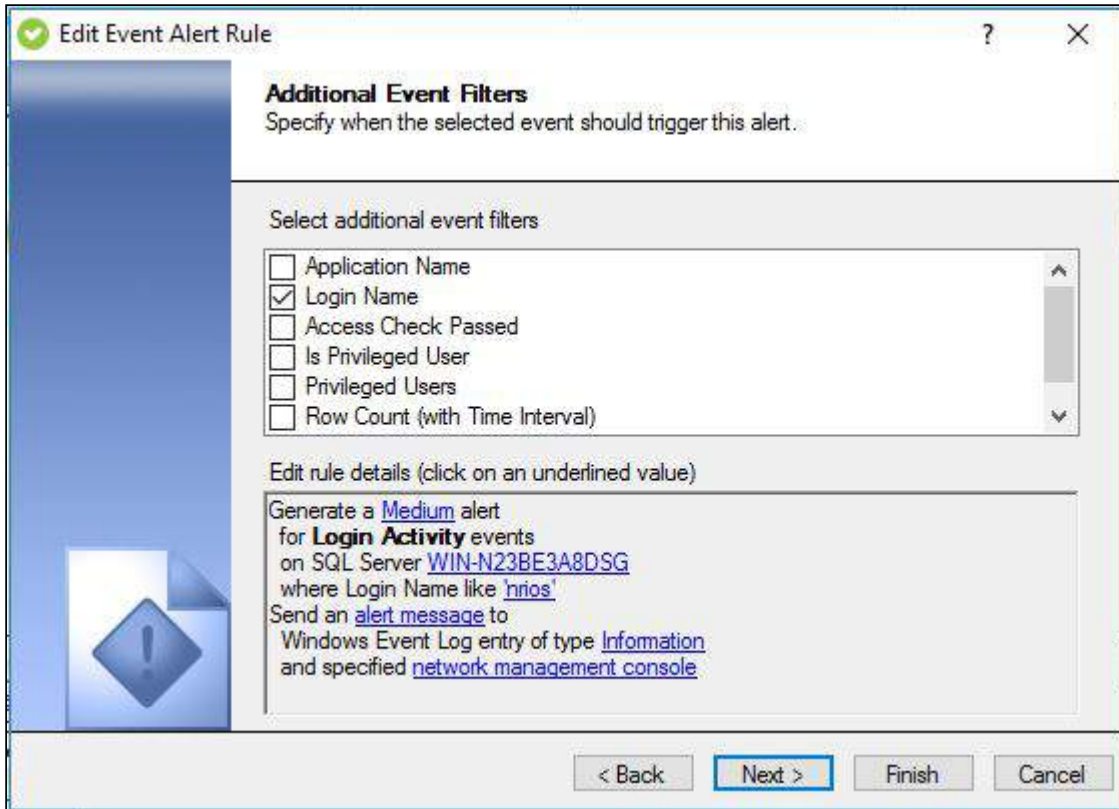 Edit Event Alert Rule
?
Additional Event Filters
Specify when the selected event should trigger this alert.
Select additional event filters
Application Name
Login Name
Access Check Passed
Is Privileged User
Privileged Users
Row Count (with Time Interval)
Edit rule details (click on an underlined value)
Generate a Medium alert
for Login Activity events
on SQL Server WIN-N23BE3A8DSG
where Login Name like 'nrios'
Send an alert message to
Windows Event Log entry of type Information
and specified network management console
< Back
Next >
Finish
Cancel